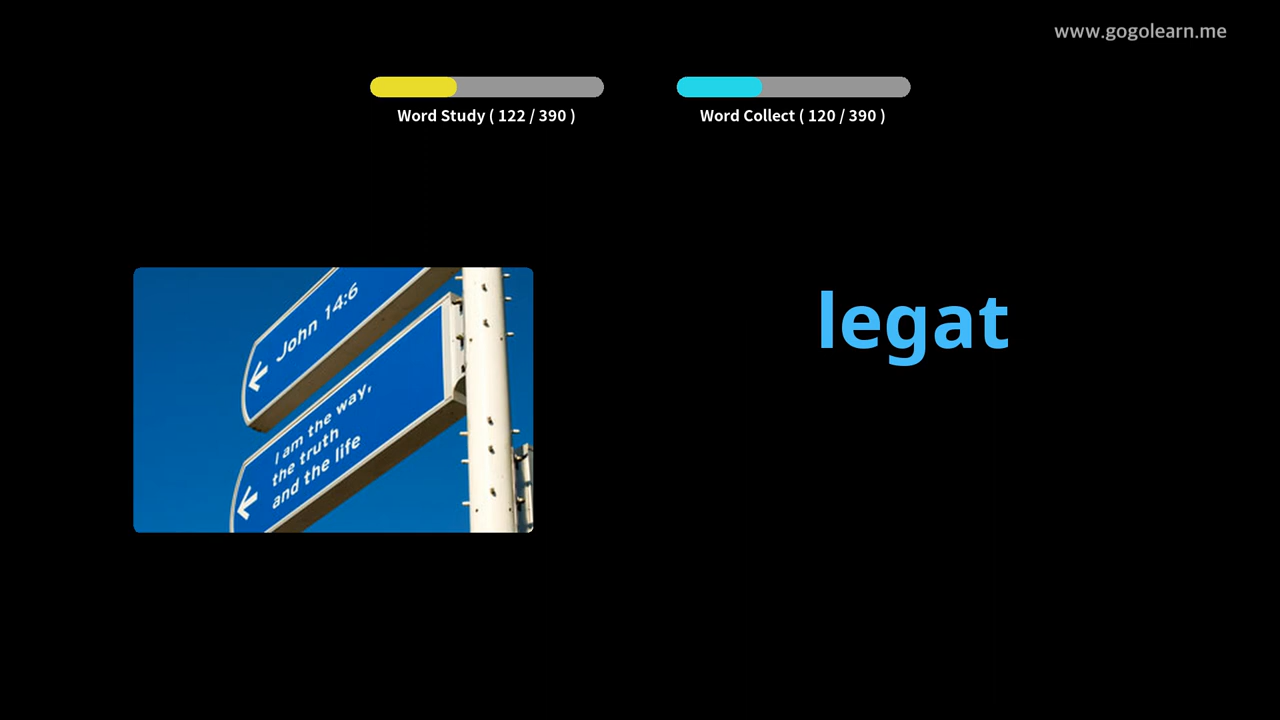 www.gogolearn.me
Word Study ( 122 / 390 )
Word Collect ( 120 / 390 )
John 14:6
I am the way,
the truth
and the life
legat